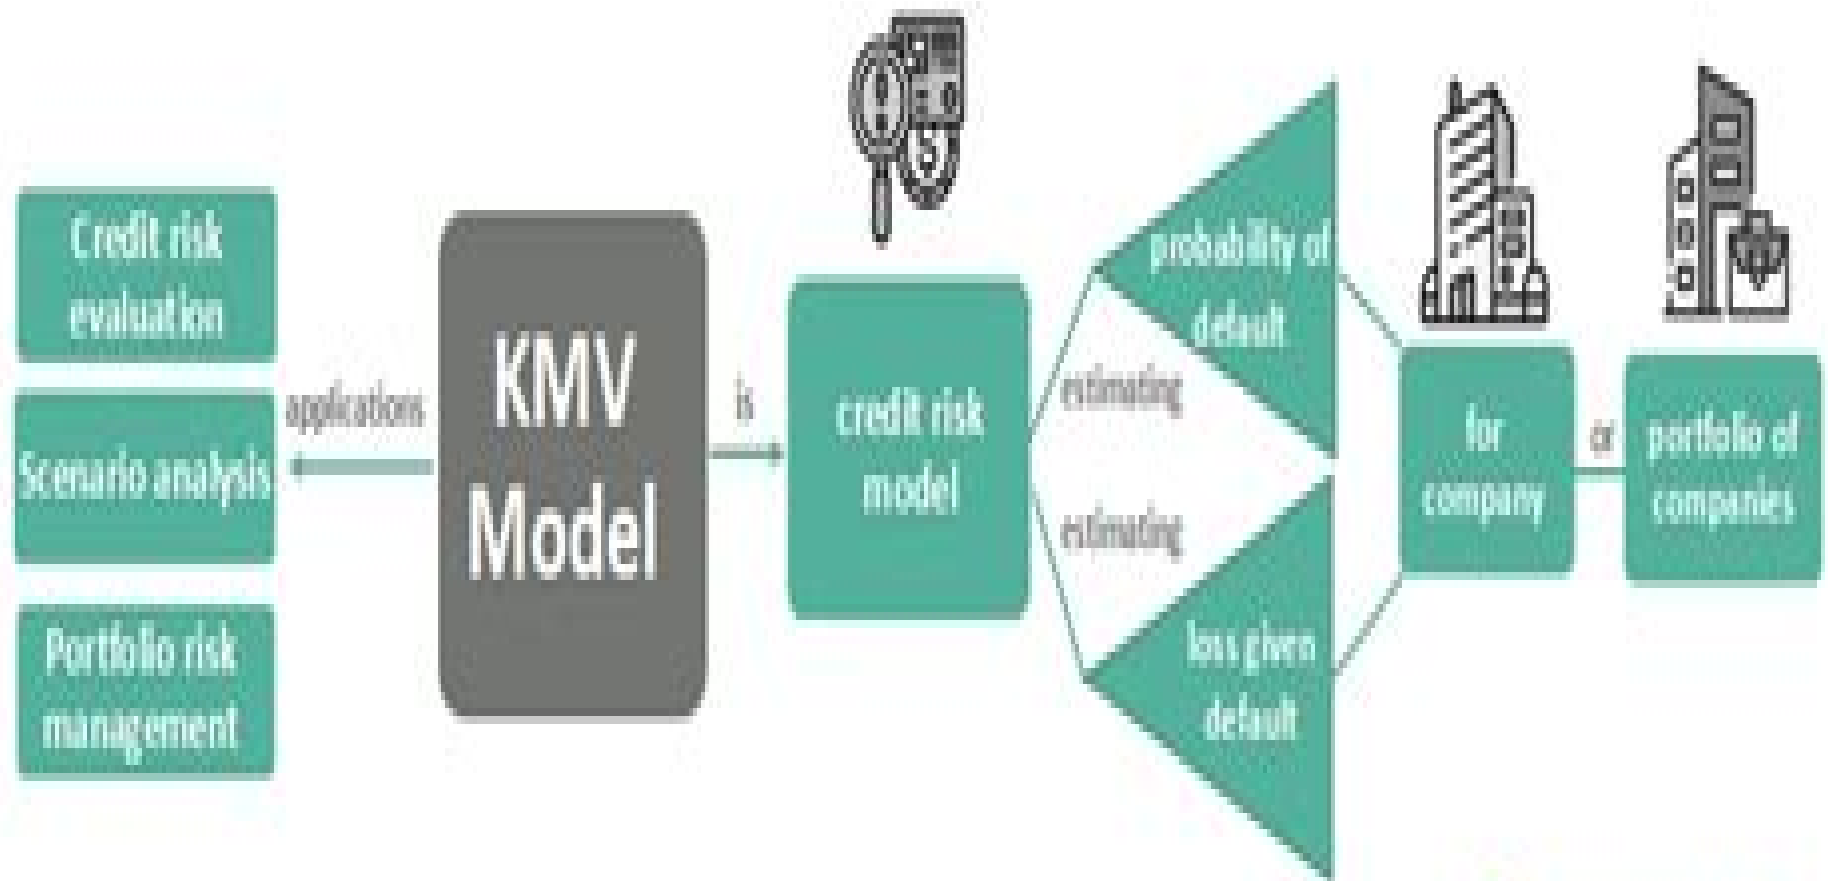 Credit risk
evaluation
Scenario analysis
Portfolio risk
management
applications
KMV
Model
is
credit risk
model
estimating
estimating
probability of
default
loss given
default
for
company
or
portfolio of
companies